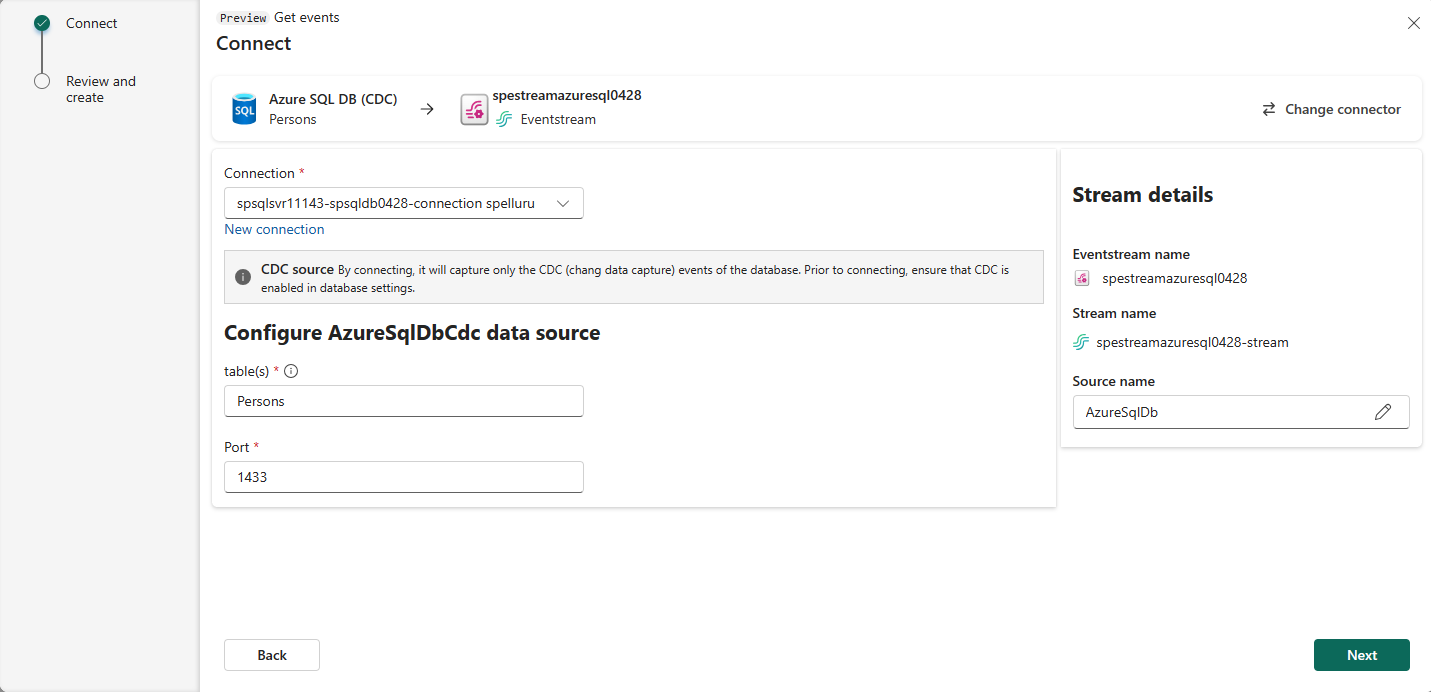 Connect
Review and
create
Preview Get events
Connect
SQL
Azure SQL DB (CDC)
Persons
spestreamazuresql0428
Eventstream
Change connector
Connection *
spsqlsvr11143-spsqldb0428-connection spelluru
New connection
CDC source By connecting, it will capture only the CDC (chang data capture) events of the database. Prior to connecting, ensure that CDC is
enabled in database settings.
Configure AzureSqlDbCdc data source
table(s) *
Persons
Port *
1433
Stream details
Eventstream name
spestreamazuresql0428
Stream name
spestreamazuresql0428-stream
Source name
AzureSqlDb
Back
Next